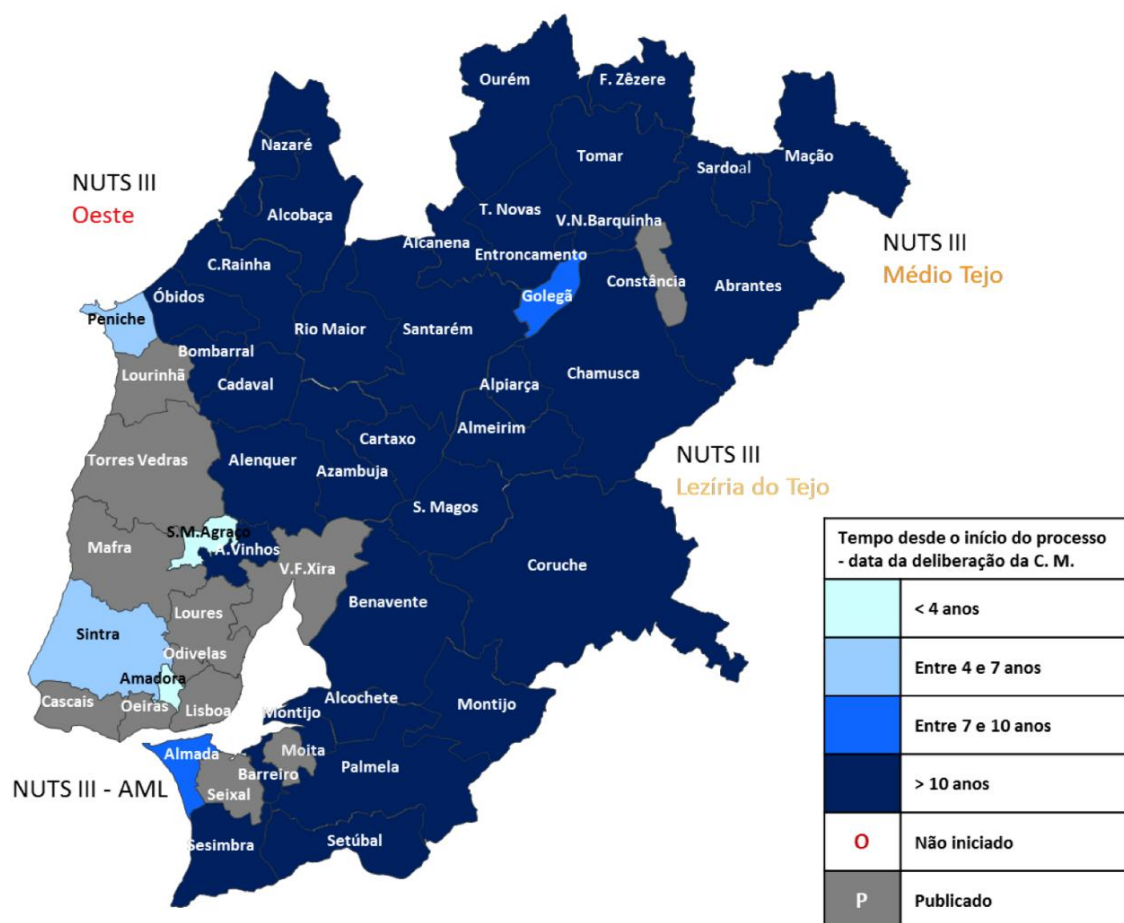 Ourém
F. Zêzere
Nazaré
Tomar
Sardoal
Mação
NUTS III
Oeste
Alcobaça
T. Novas
V.N.Barquinha
Alcanena
Entroncamento
NUTS III
Médio Tejo
C.Rainha
Constância
Abrantes
Óbidos
Golegã
Peniche
Rio Maior
Santarém
Bombarral
Lourinhã
Cadaval
Alpiarça
Chamusca
Almeirim
Cartaxo
Torres Vedras
Alenquer
Azambuja
NUTS III
Lezíria do Tejo
S. Magos
S.M.Agraço
Mafra
A.Vinhos
V.F.Xira
Coruche
Benavente
Loures
Sintra
Odivelas
Amadora
Cascais
Oeiras
Lisboa
Montijo
Alcochete
Montijo
Almada
Moita
Barreiro
Palmela
NUTS III - AML
Seixal
Sesimbra
Setúbal
Tempo desde o início do processo
- data da deliberação da C. M.
< 4 anos
Entre 4 e 7 anos
Entre 7 e 10 anos
> 10 anos
O Não iniciado
P Publicado